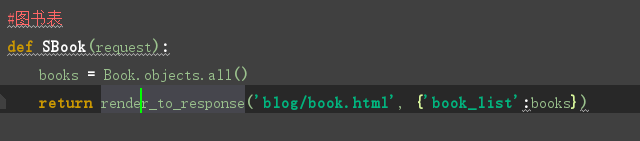 #图书表
def SBook(request):
    books = Book.objects.all()
    return render_to_response('blog/book.html', {'book_list':books})